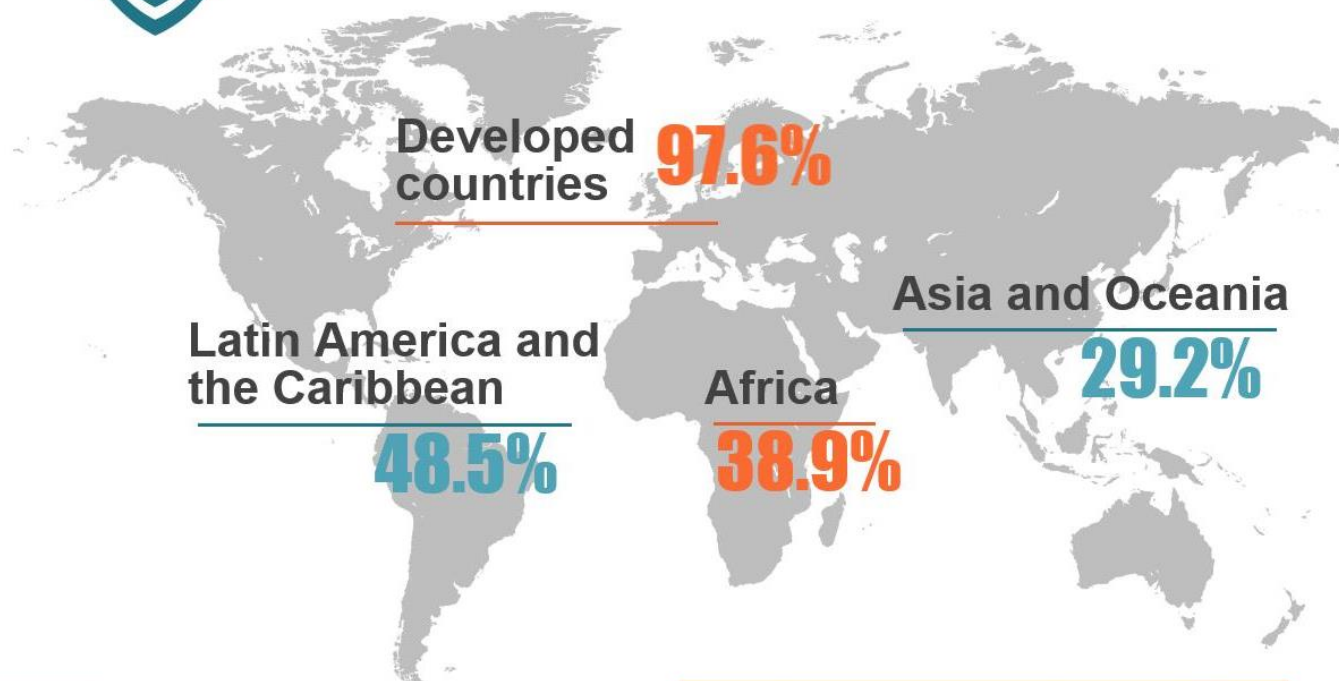 Developed
countries
97.6%
Asia and Oceania
29.2%
Latin America and
the Caribbean
48.5%
Africa
38.9%